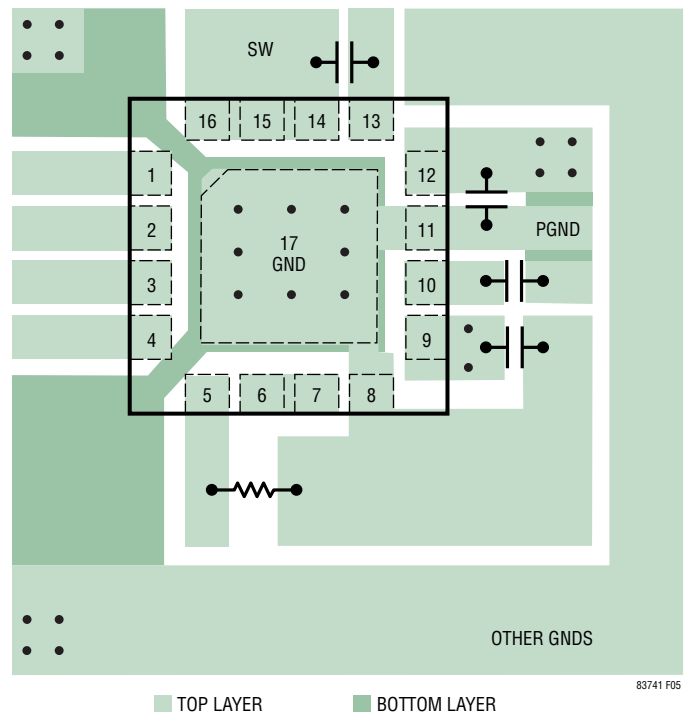 SW
16 15 14 13
1
12
2
17
GND
11
PGND
3
10
4
9
5 6 7 8
OTHER GNDS
83741 F05
TOP LAYER BOTTOM LAYER